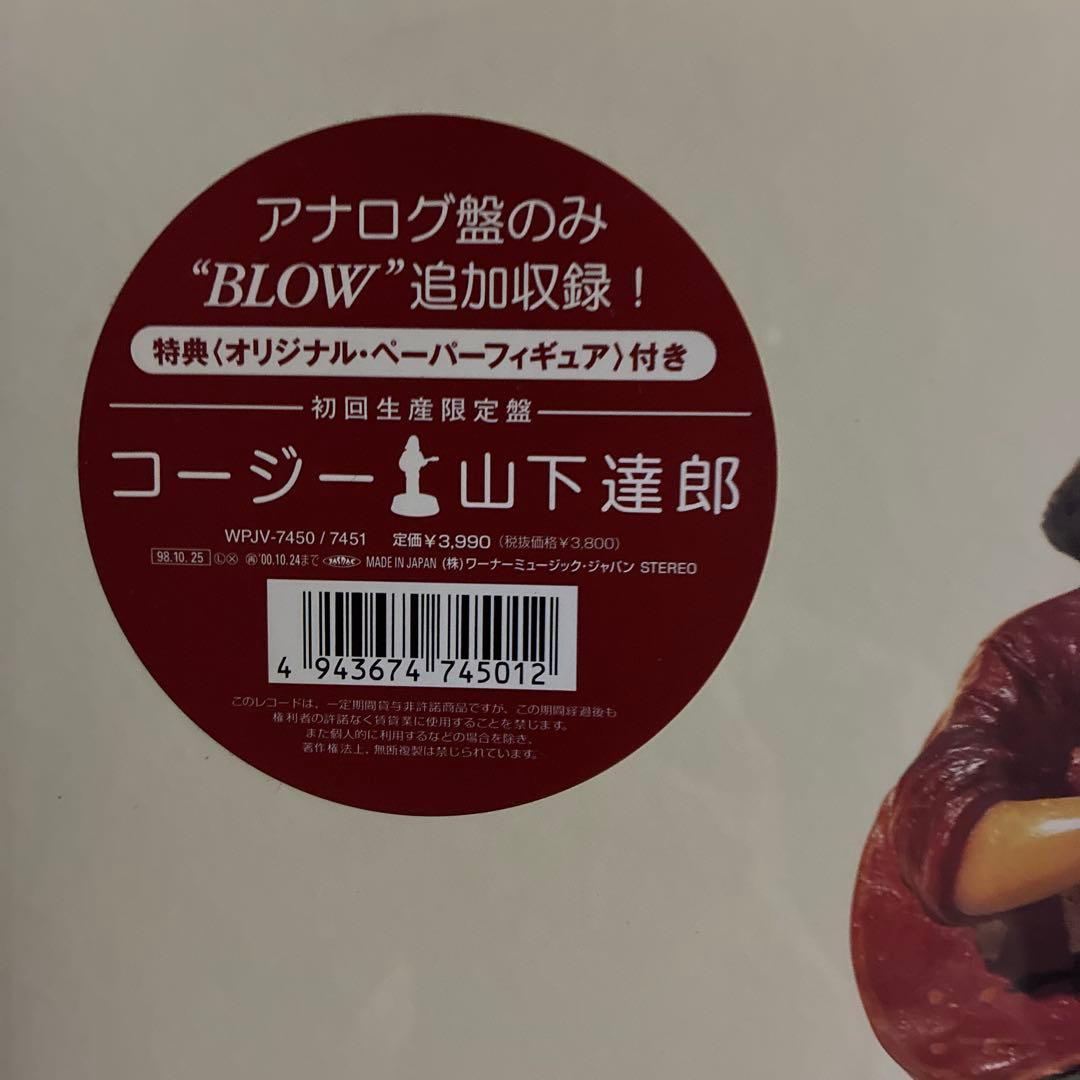 アナログ盤のみ
“BLOW”追加収録！
特典〈オリジナル・ペーパーフィギュア〉付き
初回生産限定盤
コージー 山下達郎
WPJV-7450 / 7451 定価￥3,990（税抜価格￥3,800）
98.10.25 Ⓛ Ⓧ 再 '00.10.24まで MADE IN JAPAN （株）ワーナーミュージック・ジャパン STEREO
4 943674 745012
このレコードは、一定期間貸与非許諾商品ですが、この期間経過後も
権利者の許諾なく賃貸業に使用することを禁じます。
また個人的に利用するなどの場合を除き、
著作権法上、無断複製は禁じられています。